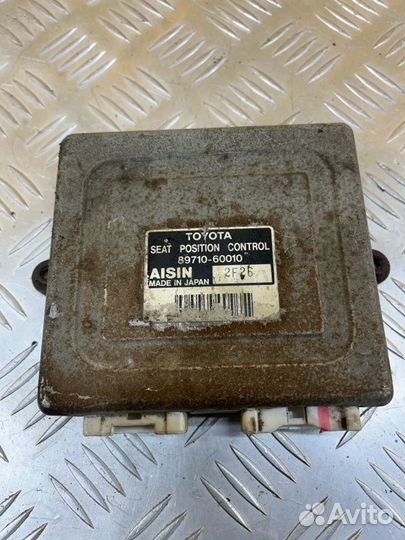 TOYOTA
SEAT POSITION CONTROL
89710-60010
AISIN 2F26
MADE IN JAPAN
Avito